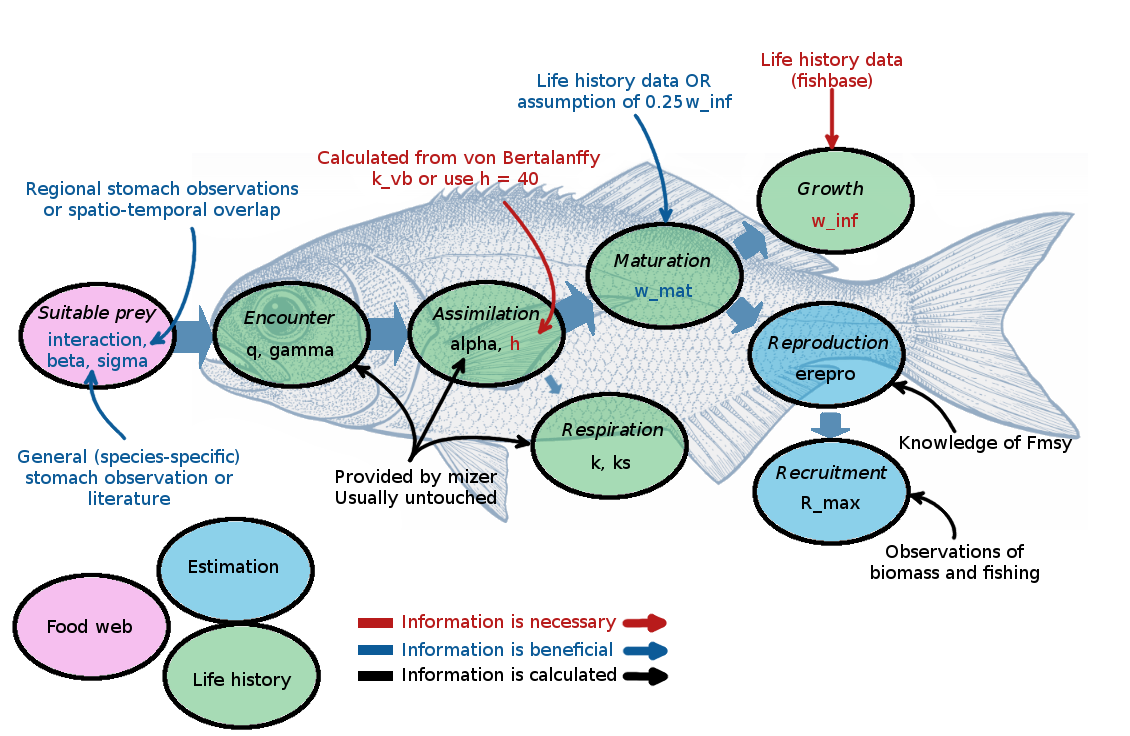 Life history data
(fishbase)
Life history data OR
assumption of 0.25w_inf
Calculated from von Bertalanffy
k_vb or use h = 40
Regional stomach observations
or spatio-temporal overlap
Growth
w_inf
Maturation
w_mat
Suitable prey
interaction,
beta, sigma
Encounter
q, gamma
Assimilation
alpha, h
Reproduction
erepro
Respiration
k, ks
Knowledge of Fmsy
General (species-specific)
stomach observation or
literature
Provided by mizer
Usually untouched
Recruitment
R_max
Observations of
biomass and fishing
Estimation
Food web
Life history
Information is necessary
Information is beneficial
Information is calculated